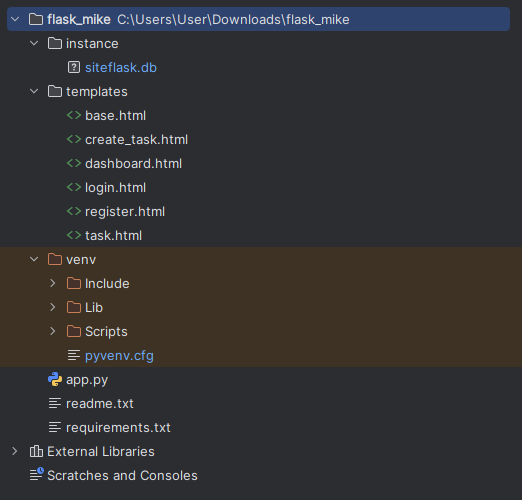 flask_mike C:\Users\User\Downloads\flask_mike
instance
siteflask.db
templates
base.html
create_task.html
dashboard.html
login.html
register.html
task.html
venv
Include
Lib
Scripts
pyvenv.cfg
app.py
readme.txt
requirements.txt
External Libraries
Scratches and Consoles